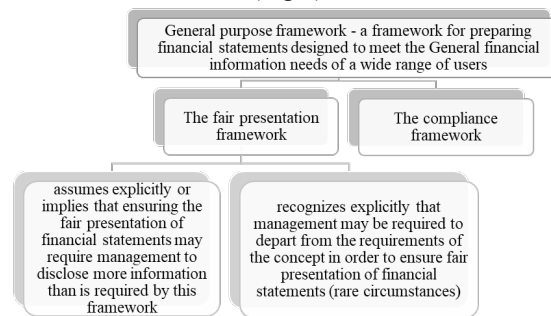 General purpose framework - a framework for preparing
financial statements designed to meet the General financial
information needs of a wide range of users
The fair presentation
framework
The compliance
framework
assumes explicitly or
implies that ensuring the
fair presentation of
financial statements may
require management to
disclose more information
than is required by this
framework
recognizes explicitly that
management may be required to
depart from the requirements of
the concept in order to ensure fair
presentation of financial
statements (rare circumstances)